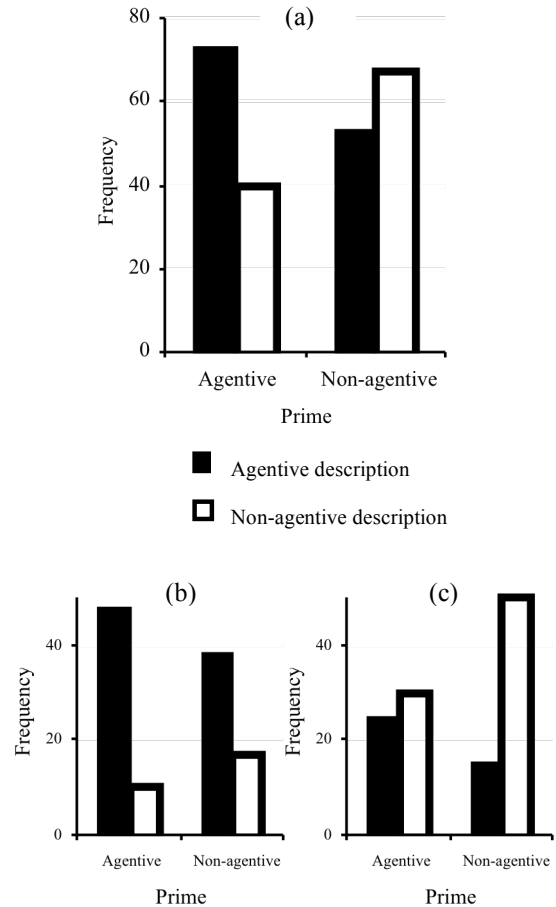 (a)
80
60
40
20
0
Frequency
Agentive Non-agentive
Prime
Agentive description
Non-agentive description
(b)
40
20
0
Frequency
Agentive Non-agentive
Prime
(c)
40
20
0
Frequency
Agentive Non-agentive
Prime